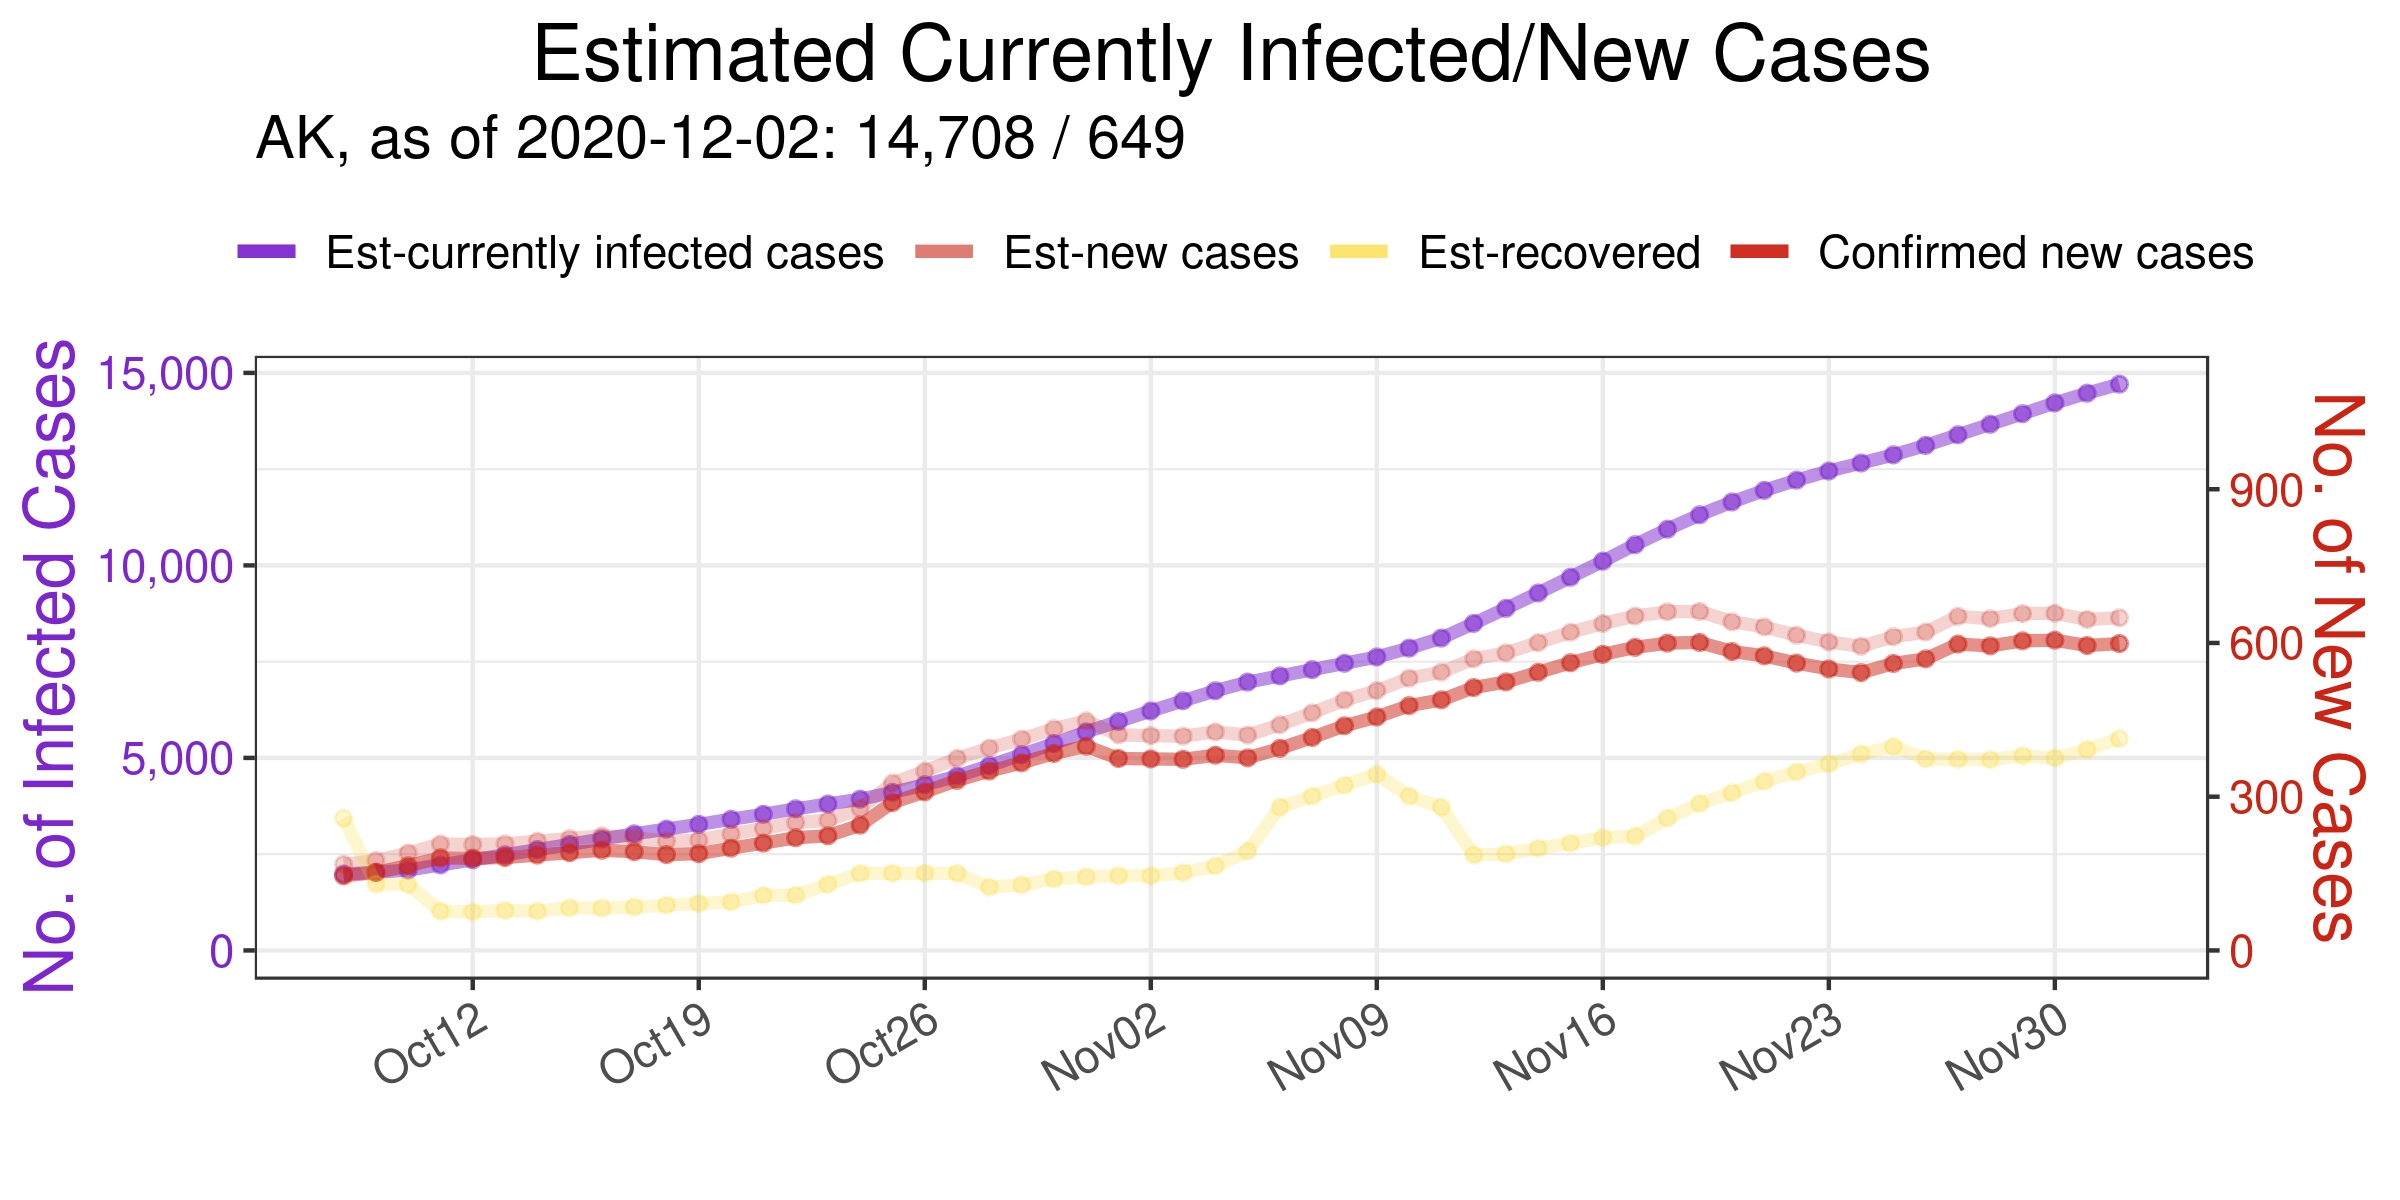 Estimated Currently Infected/New Cases
AK, as of 2020-12-02: 14,708 / 649
Est-currently infected cases Est-new cases Est-recovered Confirmed new cases
No. of Infected Cases
15,000
10,000
5,000
0
900
600
300
0
No. of New Cases
Oct12 Oct19 Oct26 Nov02 Nov09 Nov16 Nov23 Nov30